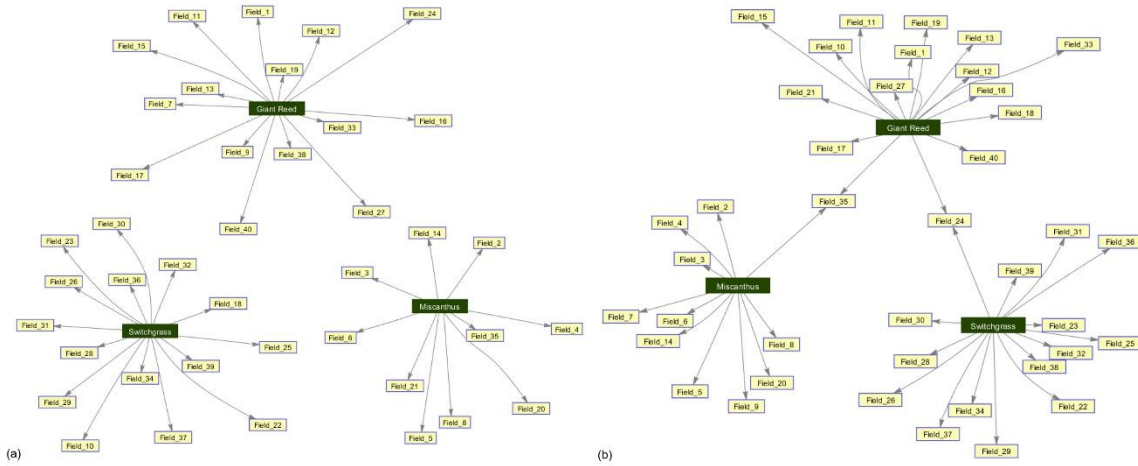 Field_1
Field_24
Field_11
Field_12
Field_15
Field_19
Field_13
Field_7
Giant Reed
Field_16
Field_33
Field_9
Field_38
Field_17
Field_27
Field_40
Field_30
Field_23
Field_32
Field_36
Field_26
Field_18
Field_31
Switchgrass
Field_25
Field_28
Field_39
Field_34
Field_29
Field_22
Field_10
Field_37
Field_14
Field_2
Field_3
Miscanthus
Field_4
Field_6
Field_35
Field_21
Field_20
Field_8
Field_5
(a)
Field_15
Field_11
Field_19
Field_13
Field_33
Field_10
Field_1
Field_12
Field_27
Field_16
Field_21
Field_18
Giant Reed
Field_17
Field_40
Field_35
Field_24
Field_2
Field_4
Field_3
Miscanthus
Field_7
Field_6
Field_14
Field_8
Field_20
Field_5
Field_9
Field_31
Field_36
Field_39
Field_30
Switchgrass
Field_23
Field_25
Field_32
Field_28
Field_38
Field_26
Field_34
Field_22
Field_37
Field_29
(b)